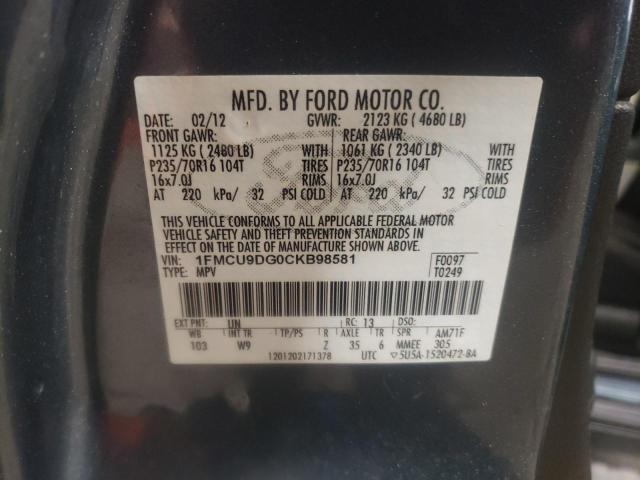 MFD. BY FORD MOTOR CO.
DATE: 02/12 GVWR: 2123 KG ( 4680 LB)
FRONT GAWR: REAR GAWR:
1125 KG ( 2480 LB) WITH 1061 KG ( 2340 LB) WITH
P235/70R16 104T TIRES P235/70R16 104T TIRES
16x7.0J RIMS 16x7.0J RIMS
AT 220 kPa/ 32 PSI COLD AT 220 kPa/ 32 PSI COLD
THIS VEHICLE CONFORMS TO ALL APPLICABLE FEDERAL MOTOR
VEHICLE SAFETY AND THEFT PREVENTION STANDARDS IN
EFFECT ON THE DATE OF MANUFACTURE SHOWN ABOVE.
VIN: 1FMCU9DG0CKB98581 F0097
TYPE: MPV T0249
EXT PNT: UN RC: 13 DSO:
WB INT TR TP/PS R AXLE TR SPR AM71F
103 W9 Z 35 6 MMEE 305
1201202171378 UTC 5U5A-1520472-BA